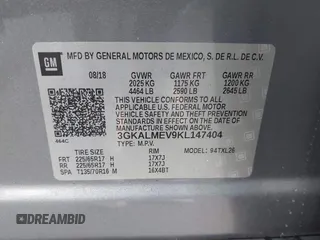 GM
MFD BY GENERAL MOTORS DE MEXICO, S. DE R.L. DE C.V.
08/18 GVWR GAWR FRT GAWR RR
2025 KG 1175 KG 1200 KG
4464 LB 2590 LB 2645 LB
THIS VEHICLE CONFORMS TO ALL APPLICABLE
U.S. FEDERAL MOTOR VEHICLE SAFETY, BUMPER, AND
THEFT PREVENTION STANDARDS IN EFFECT ON
THE DATE OF MANUFACTURE SHOWN ABOVE.
3GKALMEV9KL147404
464C TYPE: M.P.V.
TIRE SIZE RIM 94TXL26
FRT 225/65R17 H 17X7J
RR 225/65R17 H 17X7J
SPA T135/70R16 M 16X4BT
DREAMBID